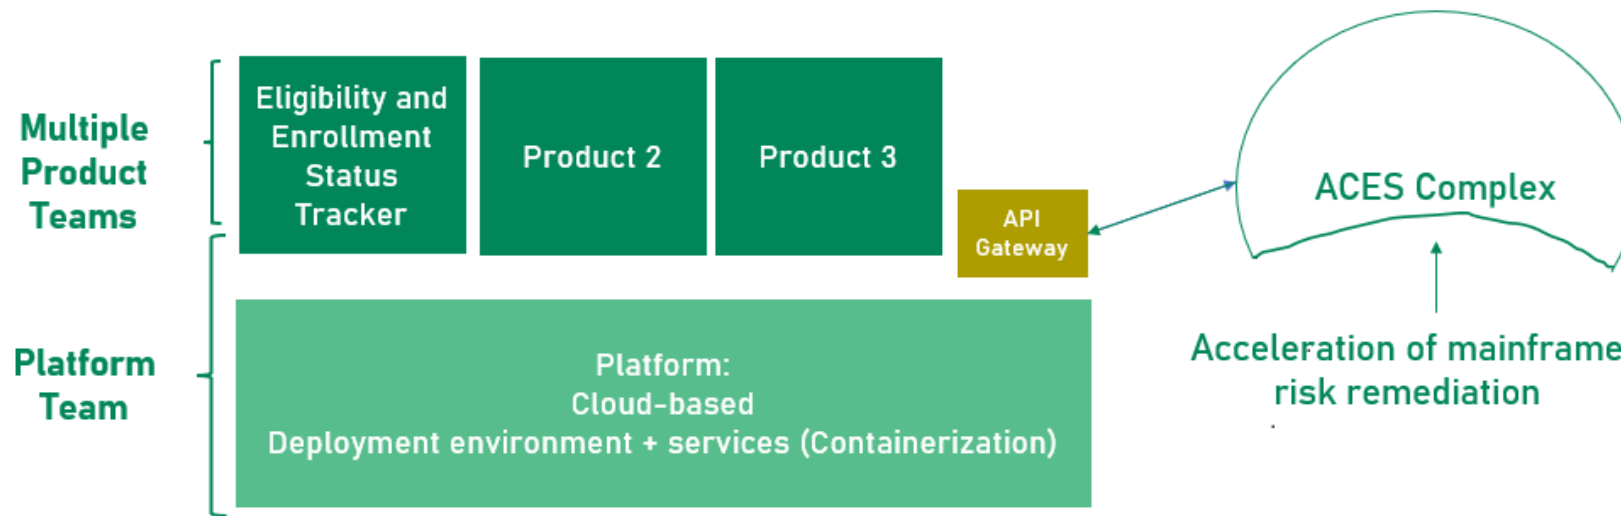 Multiple
Product
Teams
Eligibility and
Enrollment
Status
Tracker
Product 2
Product 3
API
Gateway
ACES Complex
Platform
Team
Platform:
Cloud-based
Deployment environment + services (Containerization)
Acceleration of mainframe
risk remediation